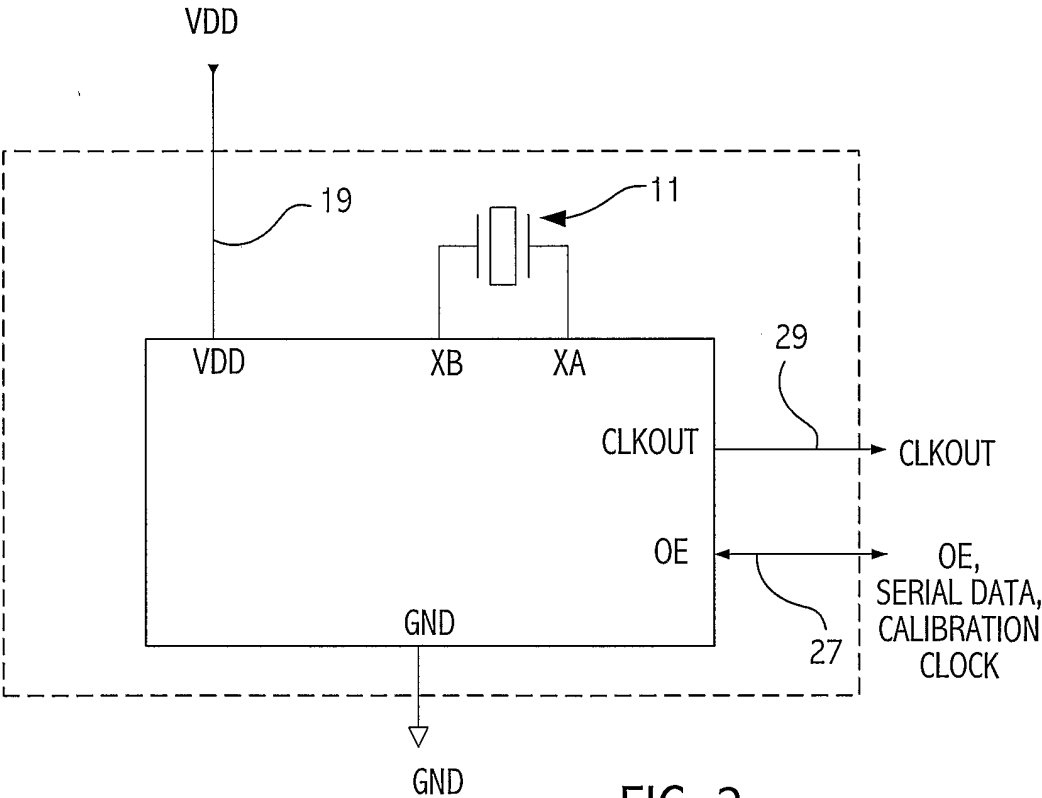 VDD
19
11
VDD
XB
XA
29
CLKOUT
CLKOUT
OE
OE,
SERIAL DATA,
CALIBRATION
CLOCK
27
GND
GND